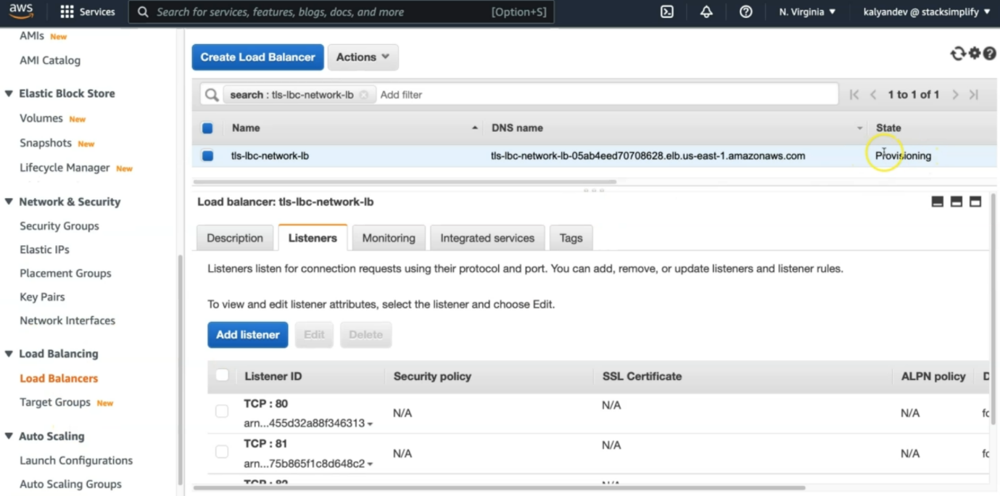 aws
Services
Search for services, features, blogs, docs, and more
[Option+S]
N. Virginia
kalyandev @ stacksimplify
AMIs New
AMI Catalog
Elastic Block Store
Volumes New
Snapshots New
Lifecycle Manager New
Network & Security
Security Groups
Elastic IPs
Placement Groups
Key Pairs
Network Interfaces
Load Balancing
Load Balancers
Target Groups New
Auto Scaling
Launch Configurations
Auto Scaling Groups
Create Load Balancer
Actions
search : tls-lbc-network-lb
Add filter
1 to 1 of 1
Name
DNS name
State
tls-lbc-network-lb
tls-lbc-network-lb-05ab4eed70708628.elb.us-east-1.amazonaws.com
Provisioning
Load balancer: tls-lbc-network-lb
Description
Listeners
Monitoring
Integrated services
Tags
Listeners listen for connection requests using their protocol and port. You can add, remove, or update listeners and listener rules.
To view and edit listener attributes, select the listener and choose Edit.
Add listener
Edit
Delete
Listener ID
Security policy
SSL Certificate
ALPN policy
TCP : 80
arn...455d32a88f346313
N/A
N/A
N/A
TCP : 81
arn...75b865f1c8d648c2
N/A
N/A
N/A